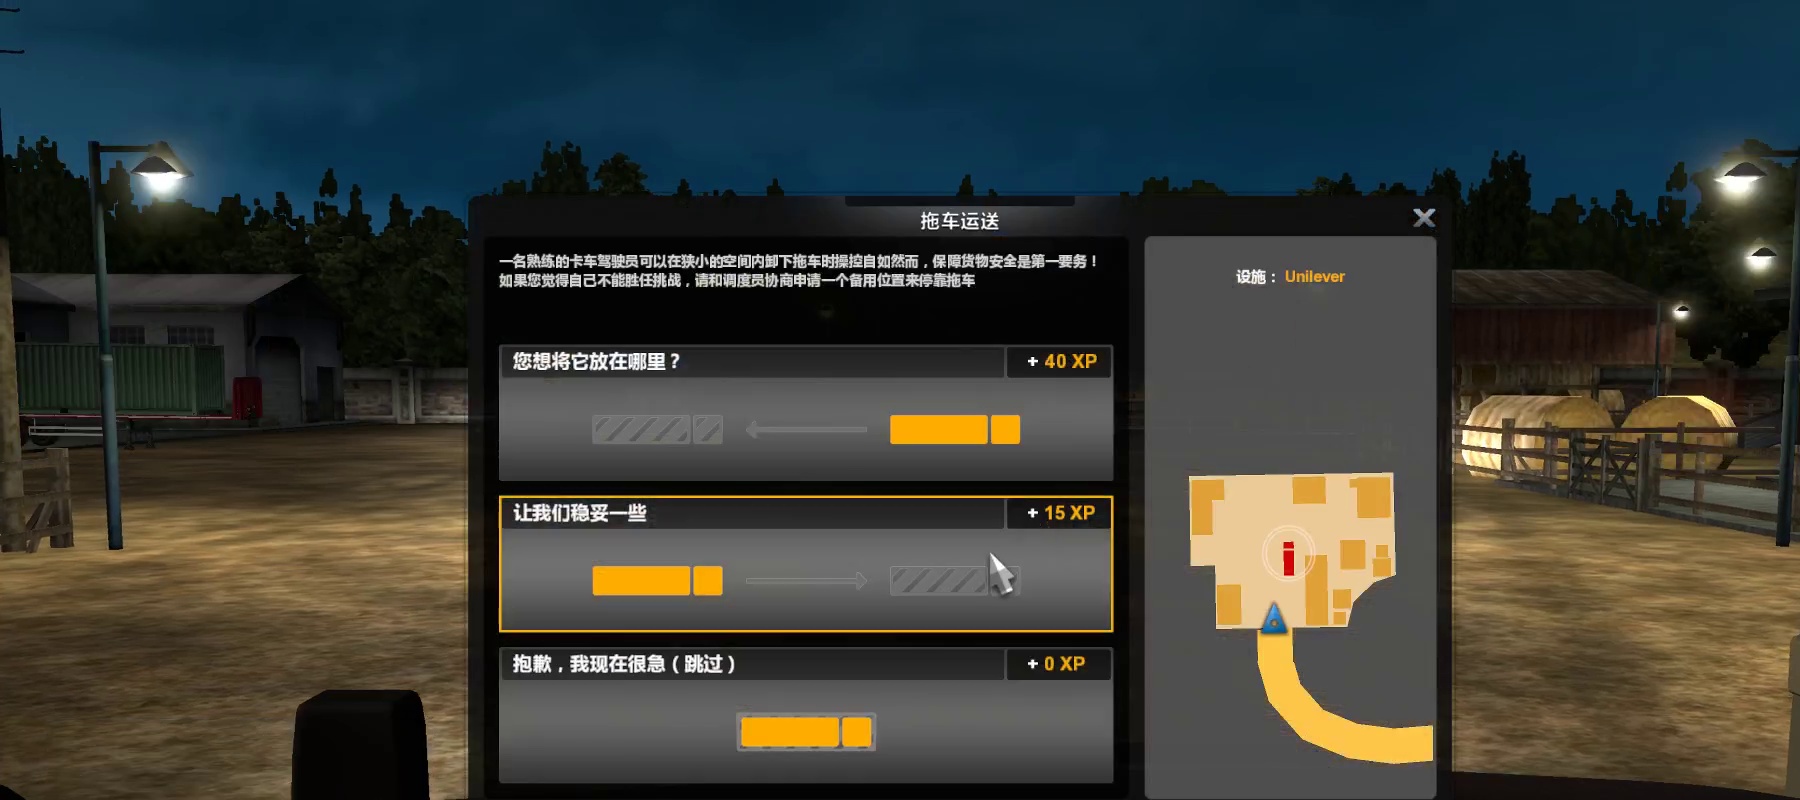 拖车运送
一名熟练的卡车驾驶员可以在狭小的空间内卸下拖车时操控自如然而，保障货物安全是第一要务！
如果您觉得自己不能胜任挑战，请和调度员协商申请一个备用位置来停靠拖车
设施： Unilever
您想将它放在哪里？ + 40 XP
让我们稳妥一些 + 15 XP
抱歉，我现在很急（跳过） + 0 XP